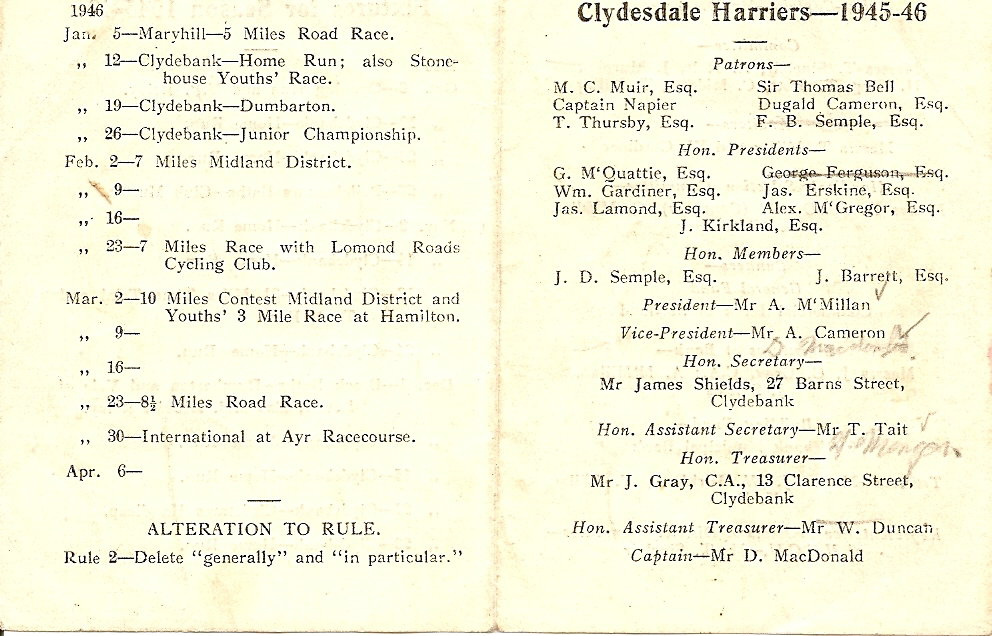 1946
Jan. 5—Maryhill—5 Miles Road Race.
„ 12—Clydebank—Home Run; also Stone-
house Youths' Race.
„ 19—Clydebank—Dumbarton.
„ 26—Clydebank—Junior Championship.
Feb. 2—7 Miles Midland District.
„ 9—
„ 16—
„ 23—7 Miles Race with Lomond Roads
Cycling Club.
Mar. 2—10 Miles Contest Midland District and
Youths' 3 Mile Race at Hamilton.
„ 9—
„ 16—
„ 23—8½ Miles Road Race.
„ 30—International at Ayr Racecourse.
Apr. 6—
ALTERATION TO RULE.
Rule 2—Delete "generally" and "in particular."
Clydesdale Harriers—1945-46
Patrons—
M. C. Muir, Esq. Sir Thomas Bell
Captain Napier Dugald Cameron, Esq.
T. Thursby, Esq. F. B. Semple, Esq.
Hon. Presidents—
G. M'Quattie, Esq. George Ferguson, Esq.
Wm. Gardiner, Esq. Jas. Erskine, Esq.
Jas. Lamond, Esq. Alex. M'Gregor, Esq.
J. Kirkland, Esq.
Hon. Members—
J. D. Semple, Esq. J. Barrett, Esq.
President—Mr A. M'Millan
Vice-President—Mr A. Cameron
Hon. Secretary—
Mr James Shields, 27 Barns Street,
Clydebank
Hon. Assistant Secretary—Mr T. Tait
Hon. Treasurer—
Mr J. Gray, C.A., 13 Clarence Street,
Clydebank
Hon. Assistant Treasurer—Mr W. Duncan
Captain—Mr D. MacDonald